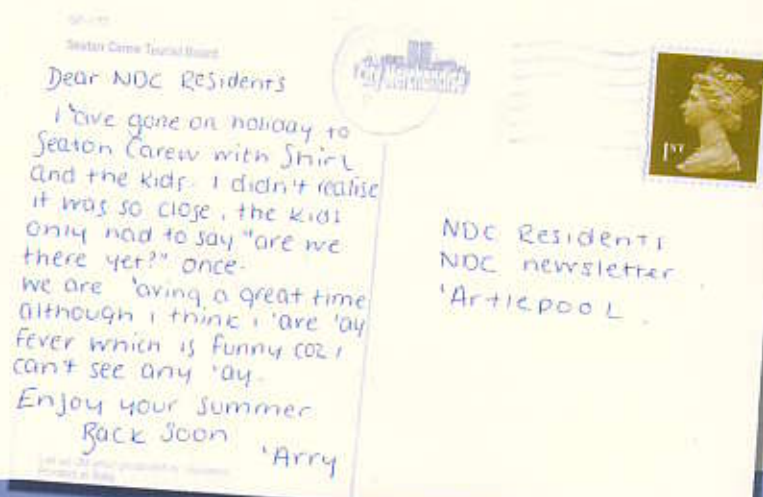 Seaton Carew Tourist Board
Dear NDC Residents
I 'ave gone on holiday to
Seaton Carew with Shirl
and the kids. I didn't realise
it was so close, the kids
only had to say "are we
there yet?" once.
We are 'aving a great time
although I think I 'ave 'ay
fever which is funny coz I
can't see any 'ay.
Enjoy your summer
Back Soon
'Arry
1ST
NDC Residents
NDC newsletter
'Artlepool.